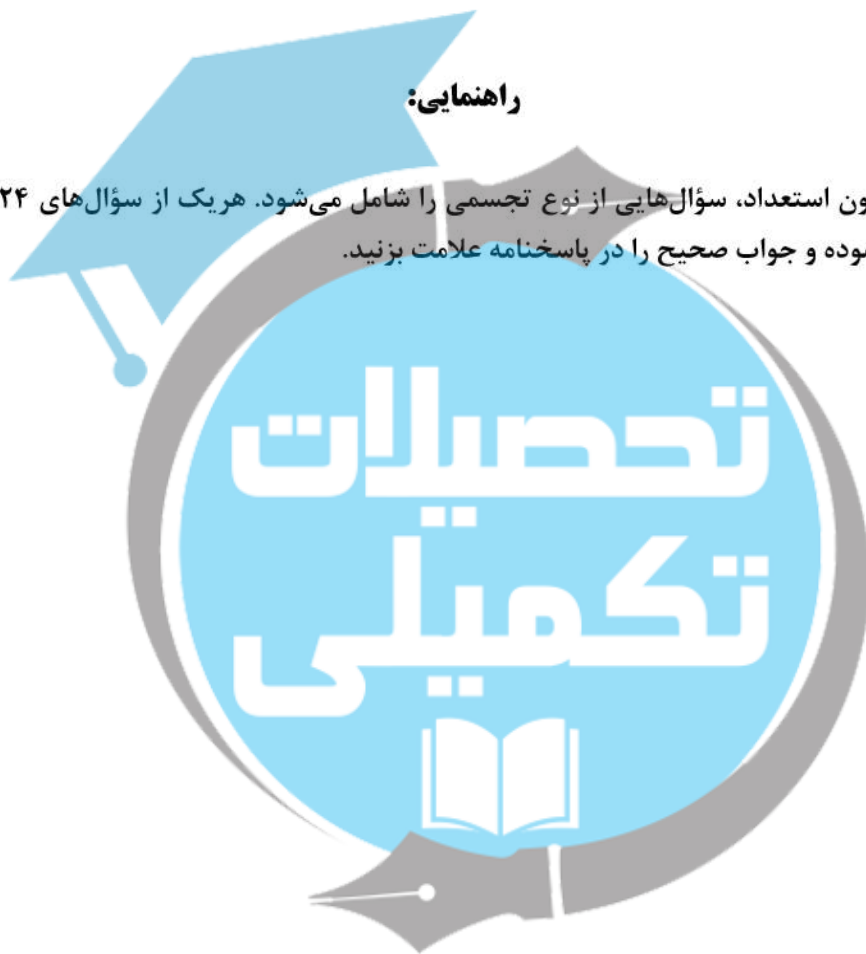 راهنمایی:
ون استعداد، سؤال‌هایی از نوع تجسمی را شامل می‌شود. هریک از سؤال‌های ۲۴
وده و جواب صحیح را در پاسخنامه علامت بزنید.
تحصیلات
تکمیلی